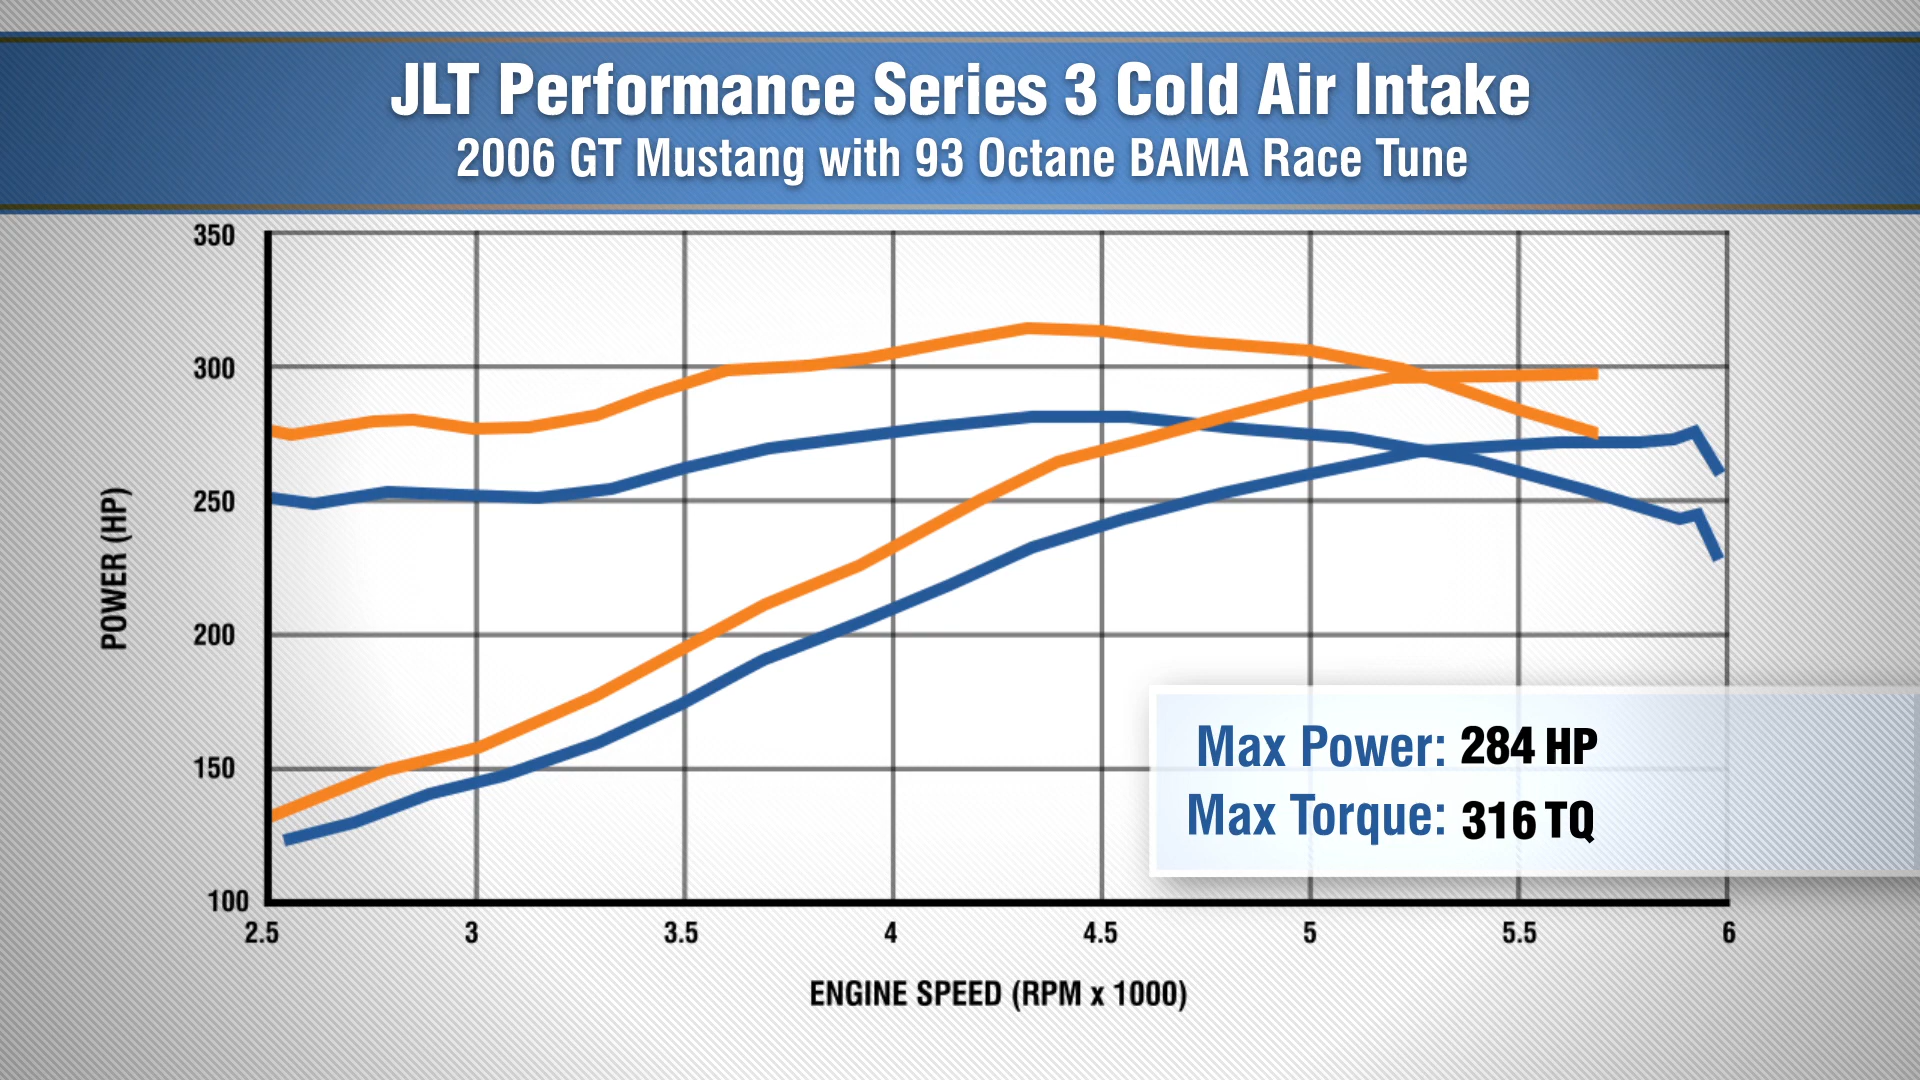 JLT Performance Series 3 Cold Air Intake
2006 GT Mustang with 93 Octane BAMA Race Tune
350
300
250
200
150
100
POWER (HP)
2.5 3 3.5 4 4.5 5 5.5 6
ENGINE SPEED (RPM x 1000)
Max Power: 284 HP
Max Torque: 316 TQ